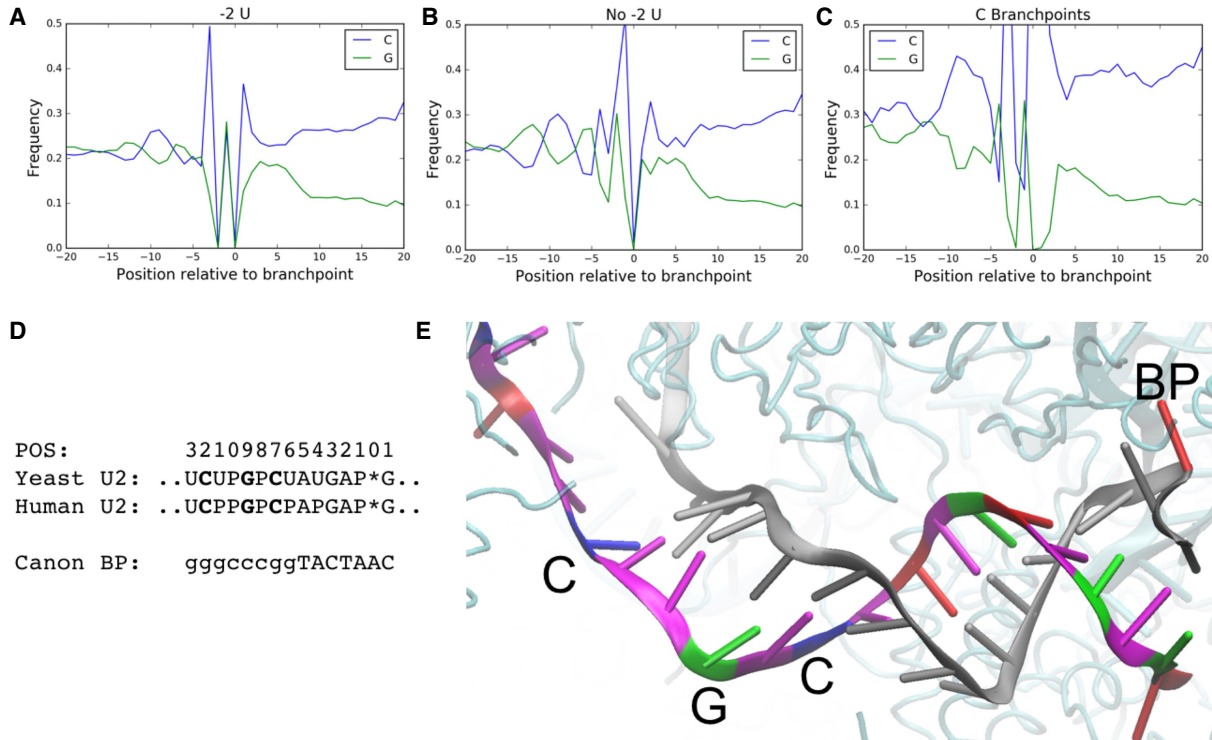 A
-2 U
C
G
0.5
0.4
0.3
0.2
0.1
0.0
Frequency
−20 −15 −10 −5 0 5 10 15 20
Position relative to branchpoint
B
No -2 U
C
G
0.5
0.4
0.3
0.2
0.1
0.0
Frequency
−20 −15 −10 −5 0 5 10 15 20
Position relative to branchpoint
C
C Branchpoints
C
G
0.5
0.4
0.3
0.2
0.1
0.0
Frequency
−20 −15 −10 −5 0 5 10 15 20
Position relative to branchpoint
D
POS: 321098765432101
Yeast U2: ..UCUPGPCUAUGAP*G..
Human U2: ..UCPPGPCPAPGAP*G..
Canon BP: gggcccggTACTAAC
E
BP
C
G
C